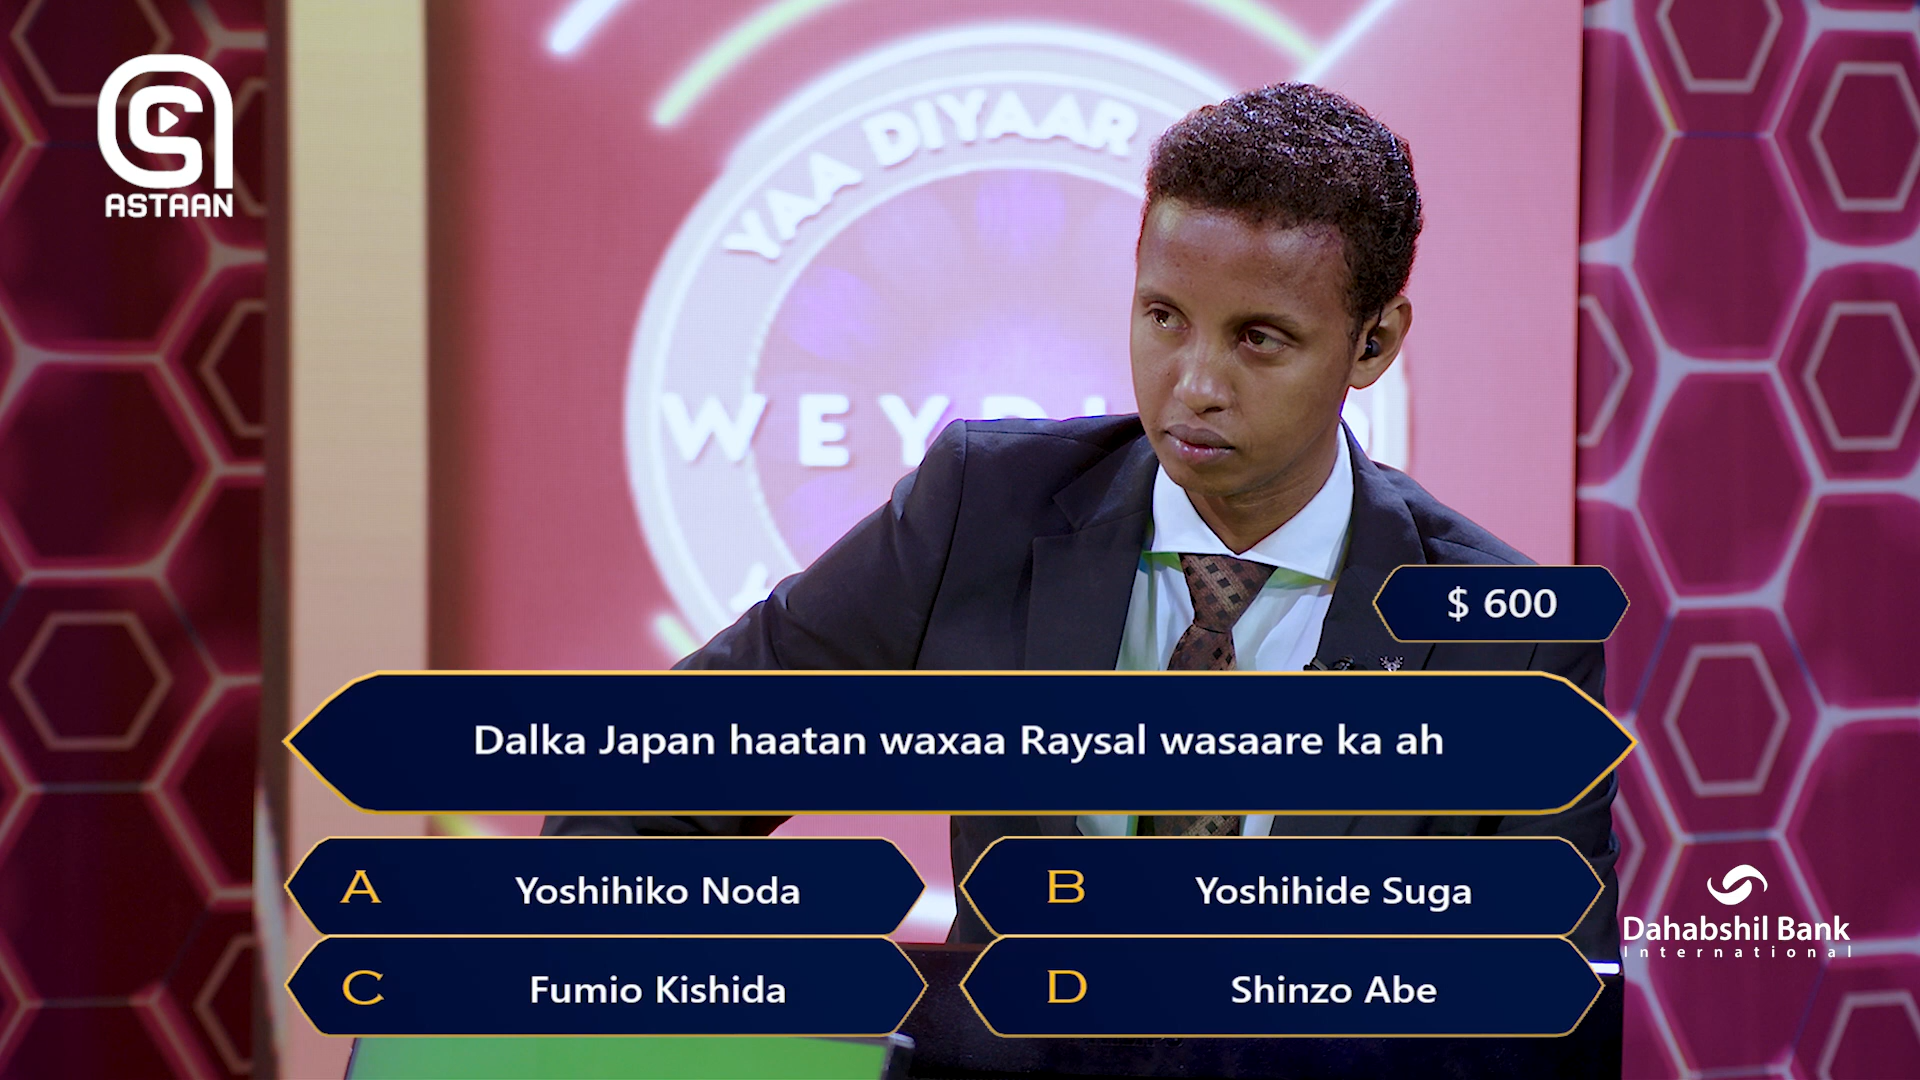 ASTAAN
YAA DIYAAR
$ 600
Dalka Japan haatan waxaa Raysal wasaare ka ah
A Yoshihiko Noda
B Yoshihide Suga
C Fumio Kishida
D Shinzo Abe
Dahabshil Bank
International